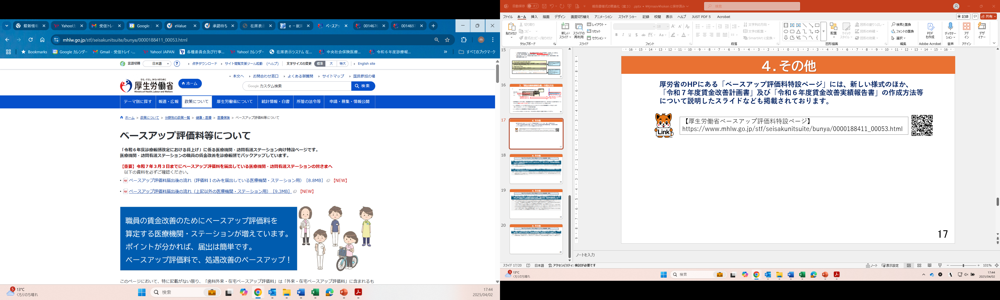 最新情報
Yahoo!カ
受信トレ
Google
eValue
承認待ち
在席表示
e－就業
ベースアッ
0014676
0014697
mhlw.go.jp/stf/seisakunitsuite/bunya/0000188411_00053.html
Bookmarks
Google カレンダー
Gmail - 受信トレイ -...
Yahoo! JAPAN
各種委員会及び行事...
Yahoo! カレンダー
在席表示システム 在...
中央社会保険医療...
令和６年度診療報...
すべてのブックマーク
言語切替
日本語
点字ダウンロード
サイト閲覧支援ツール起動
(ヘルプ)
文字サイズの変更
標準
大
特大
English site
本文へ
お問合わせ窓口
よくある御質問
サイトマップ
国民参加の場
ひと、くらし、みらいのために
厚生労働省
Ministry of Health, Labour and Welfare
ホーム
Google カスタム検索
検索
テーマ別に探す
報道・広報
政策について
厚生労働省について
統計情報・白書
所管の法令等
申請・募集・情報公開
ホーム > 政策について > 分野別の政策一覧 > 健康・医療 > 医療保険 > ベースアップ評価料等について
ベースアップ評価料等について
「令和６年度診療報酬改定における賃上げ」に係る医療機関・訪問看護ステーション向け特設ページです。
医療機関・訪問看護ステーションの職員の賃金改善を診療報酬でバックアップしています。
【重要】令和７年３月３日までにベースアップ評価料を届出している医療機関・訪問看護ステーションの皆さまへ
以下の資料を必ずご確認ください。
・ PDF ベースアップ評価料届出後の流れ（評価料Ⅰのみを届出している医療機関・ステーション用）［8.8MB］ 【NEW】
・ PDF ベースアップ評価料届出後の流れ（上記以外の医療機関・ステーション用）［9.3MB］ 【NEW】
職員の賃金改善のためにベースアップ評価料を
算定する医療機関・ステーションが増えています。
ポイントが分かれば、届出は簡単です。
ベースアップ評価料で、処遇改善のペースアップ！
このページにおいて、特に記載がない限り、「歯科外来・在宅ベースアップ評価料」は「外来・在宅ベースアップ評価料」に含まれるも
13°C
くもりのち晴れ
検索
17:44
2025/04/02
自動保存
オフ
報告書様式の簡素化（案３）.pptx • ¥¥jmasv¥hoken に保存済み
検索
ファイル
ホーム
挿入
描画
デザイン
画面切り替え
アニメーション
スライド ショー
記録
校閲
表示
ヘルプ
JUST PDF 5
Acrobat
記録
共有
貼り付け
切り取り
コピー
書式のコピー/貼り付け
クリップボード
新しい
スライド
スライドの
再利用
レイアウト
リセット
セクション
スライド
18
フォント
文字列の方向
文字の配置
SmartArt に変換
段落
配置
クイック
スタイル
図形の塗りつぶし
図形の枠線
図形の効果
図形描画
検索と置換
フォントの置換
選択
編集
PDF
を作成
Adobe Acrobat
ディクテー
ション
音声
アド
イン
アドイン
デザ
イナー
15
16
３．「賃金改善実績報告書」の提出方法
17
４．その他
18
４．その他
19
４．その他
20
４．その他
４．その他
厚労省のHPにある「ベースアップ評価料特設ページ」には、新しい様式のほか、
「令和７年度賃金改善計画書」及び「令和６年度賃金改善実績報告書」の作成方法等
について説明したスライドなども掲載されております。
Link
【厚生労働省ベースアップ評価料特設ページ】
https://www.mhlw.go.jp/stf/seisakunitsuite/bunya/0000188411_00053.html
17
ノートを入力
スライド 17/20
日本語
アクセシビリティ: 検討が必要です
ノート
表示設定
101%
13°C
くもりのち晴れ
検索
17:44
2025/04/02